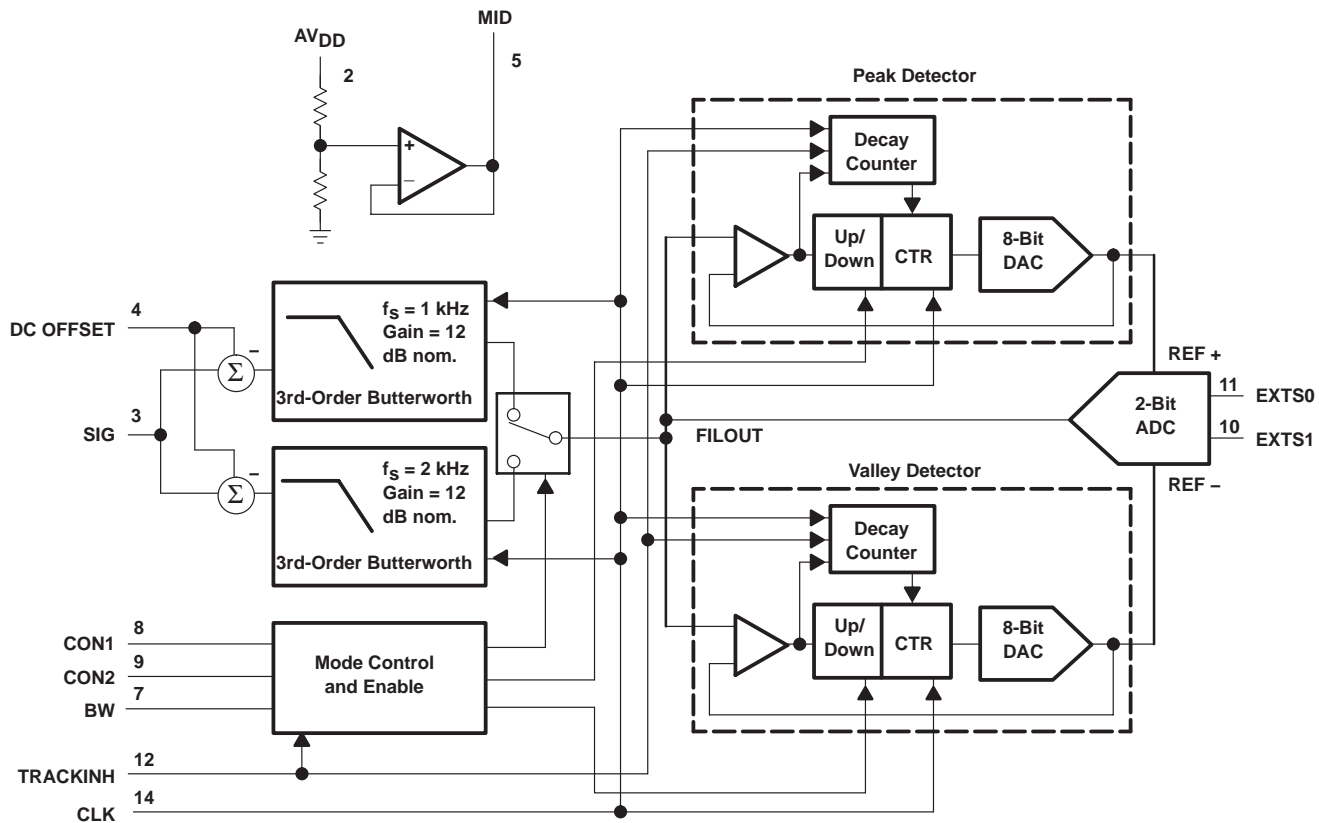 MID
AVDD
5
2
Peak Detector
+
–
Decay
Counter
Up/
Down
CTR
8-Bit
DAC
DC OFFSET
4
–
Σ
fs = 1 kHz
Gain = 12
dB nom.
3rd-Order Butterworth
SIG
3
–
Σ
fs = 2 kHz
Gain = 12
dB nom.
3rd-Order Butterworth
FILOUT
REF +
2-Bit
ADC
11
EXTS0
10
EXTS1
REF –
Valley Detector
Decay
Counter
Up/
Down
CTR
8-Bit
DAC
CON1
8
CON2
9
BW
7
Mode Control
and Enable
TRACKINH
12
CLK
14